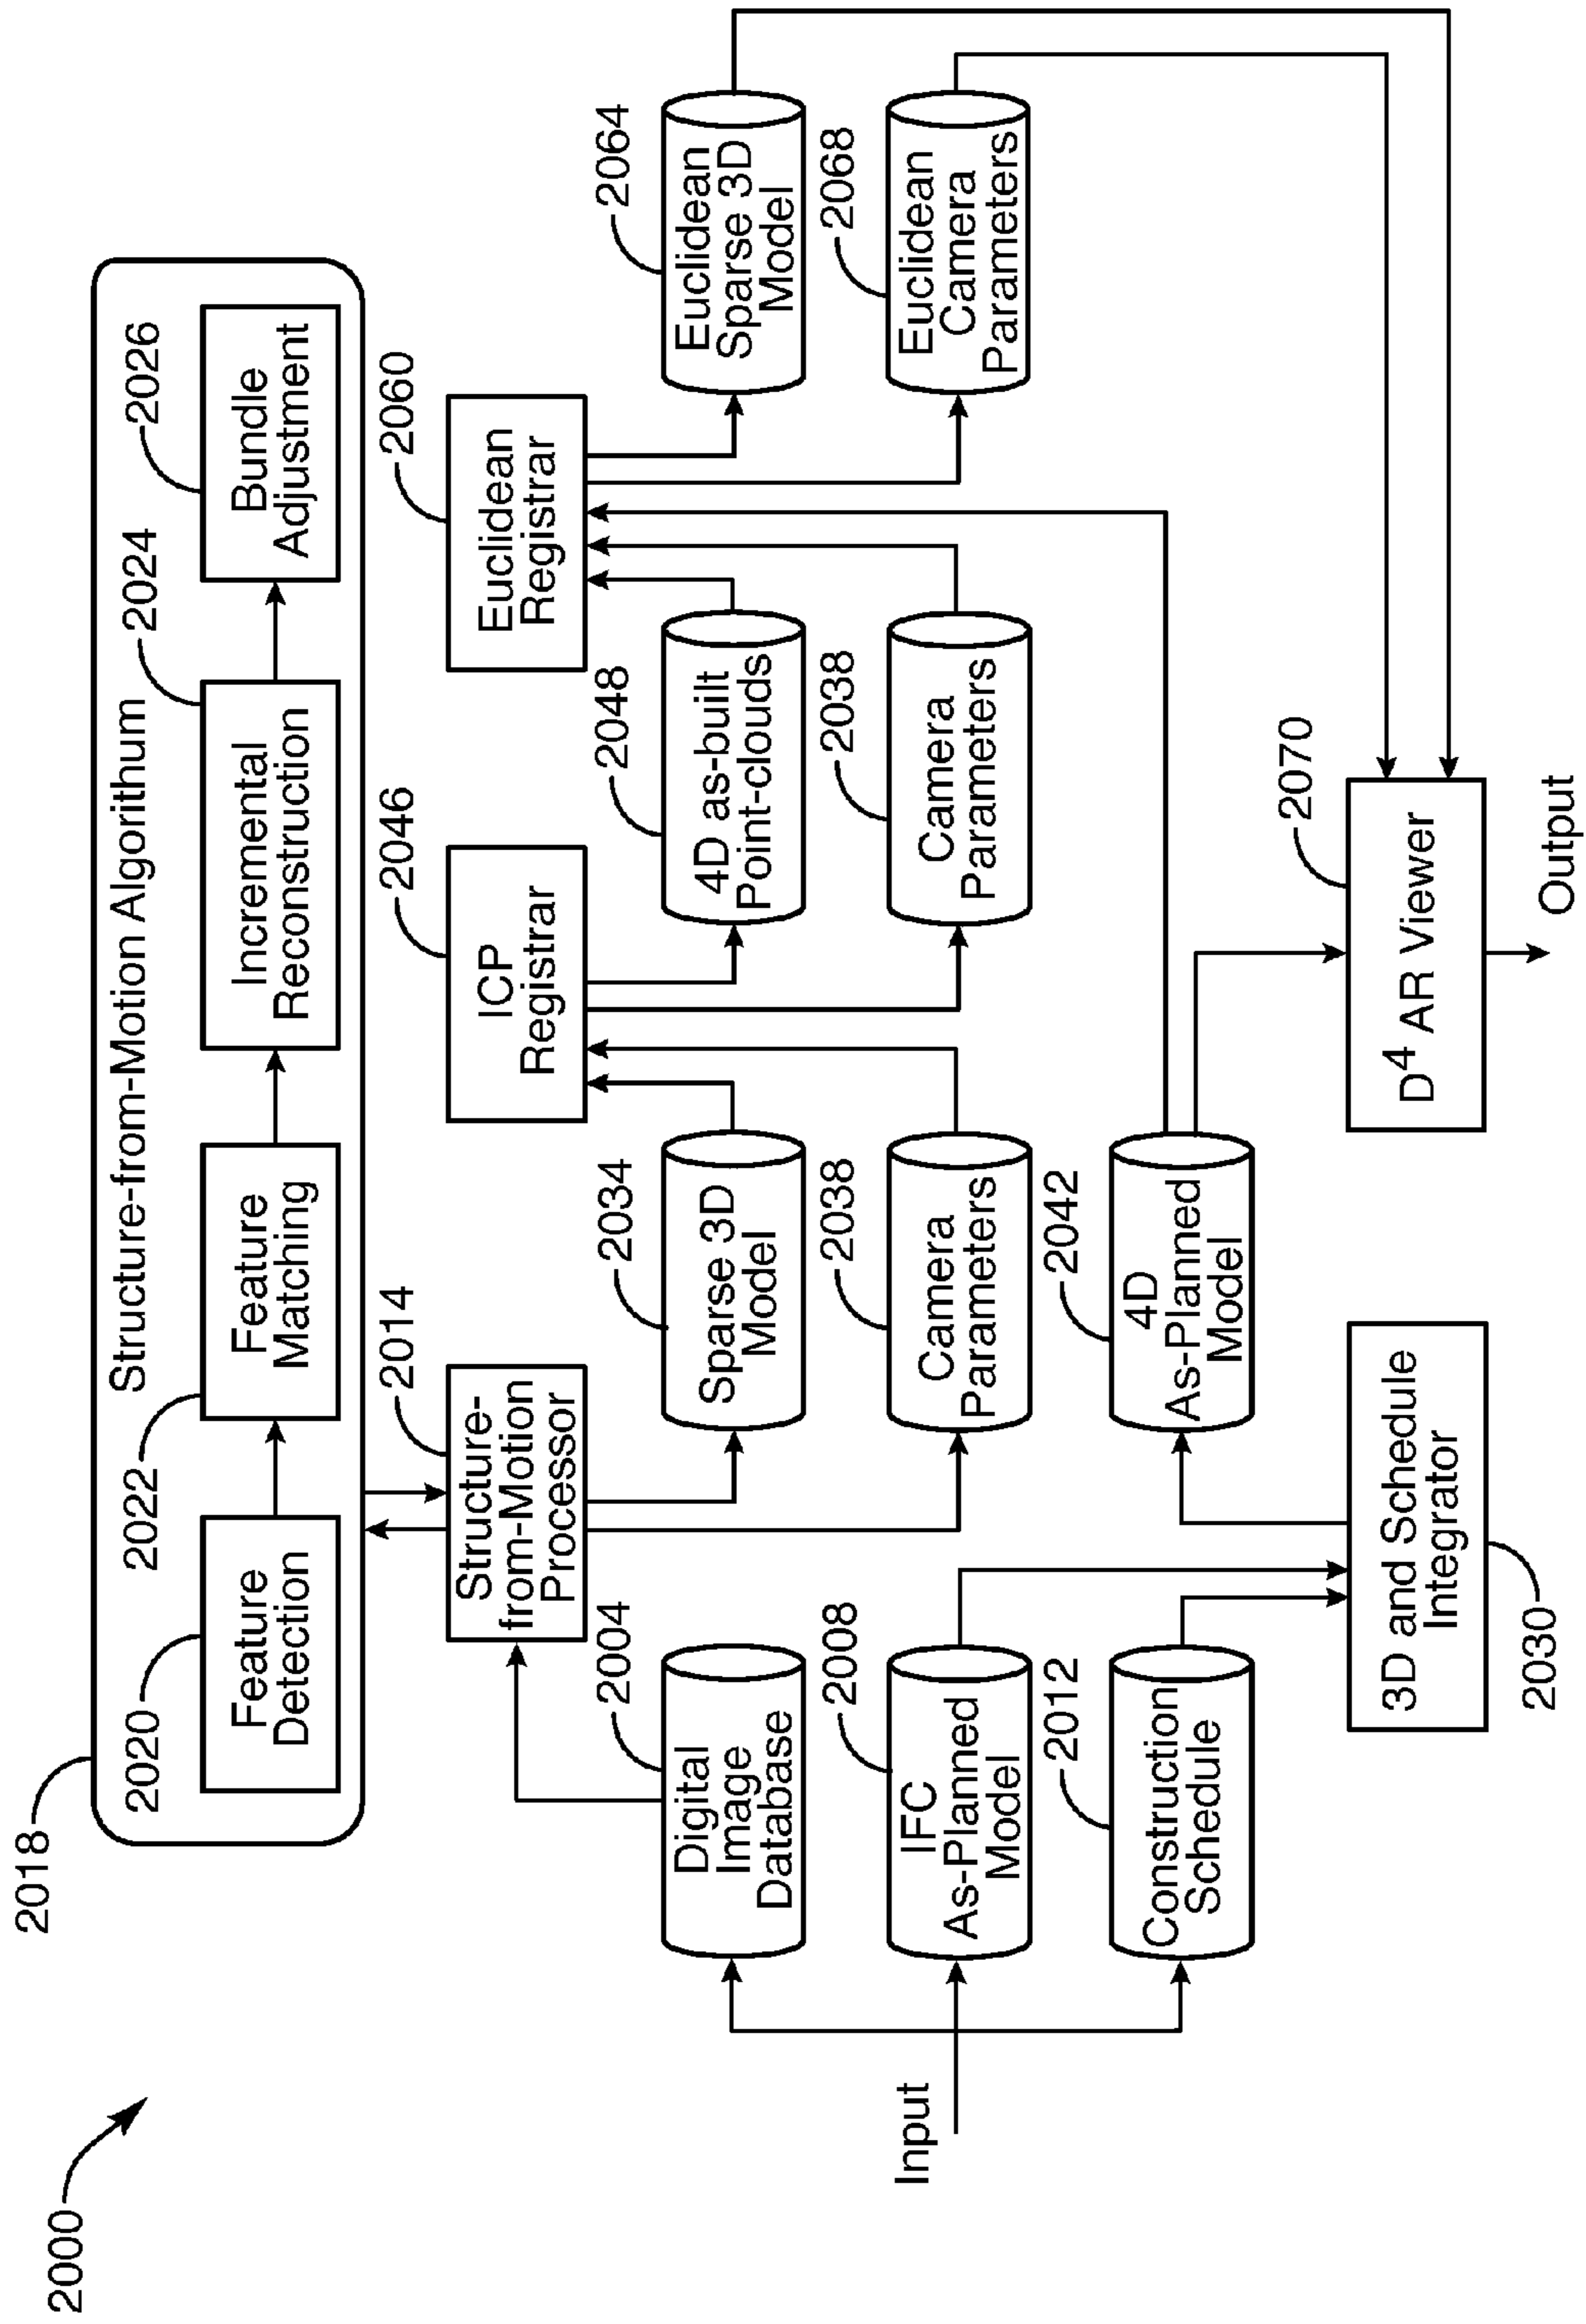 2000
2018
Structure-from-Motion Algorithum
2020
Feature
Detection
2022
Feature
Matching
2024
Incremental
Reconstruction
2026
Bundle
Adjustment
2014
Structure-
from-Motion
Processor
2046
ICP
Registrar
2060
Euclidean
Registrar
2004
Digital
Image
Database
2034
Sparse 3D
Model
2048
4D as-built
Point-clouds
2064
Euclidean
Sparse 3D
Model
Input
2008
IFC
As-Planned
Model
2038
Camera
Parameters
2038
Camera
Parameters
2068
Euclidean
Camera
Parameters
2012
Construction
Schedule
2042
4D
As-Planned
Model
3D and Schedule
Integrator
2030
2070
D⁴ AR Viewer
Output